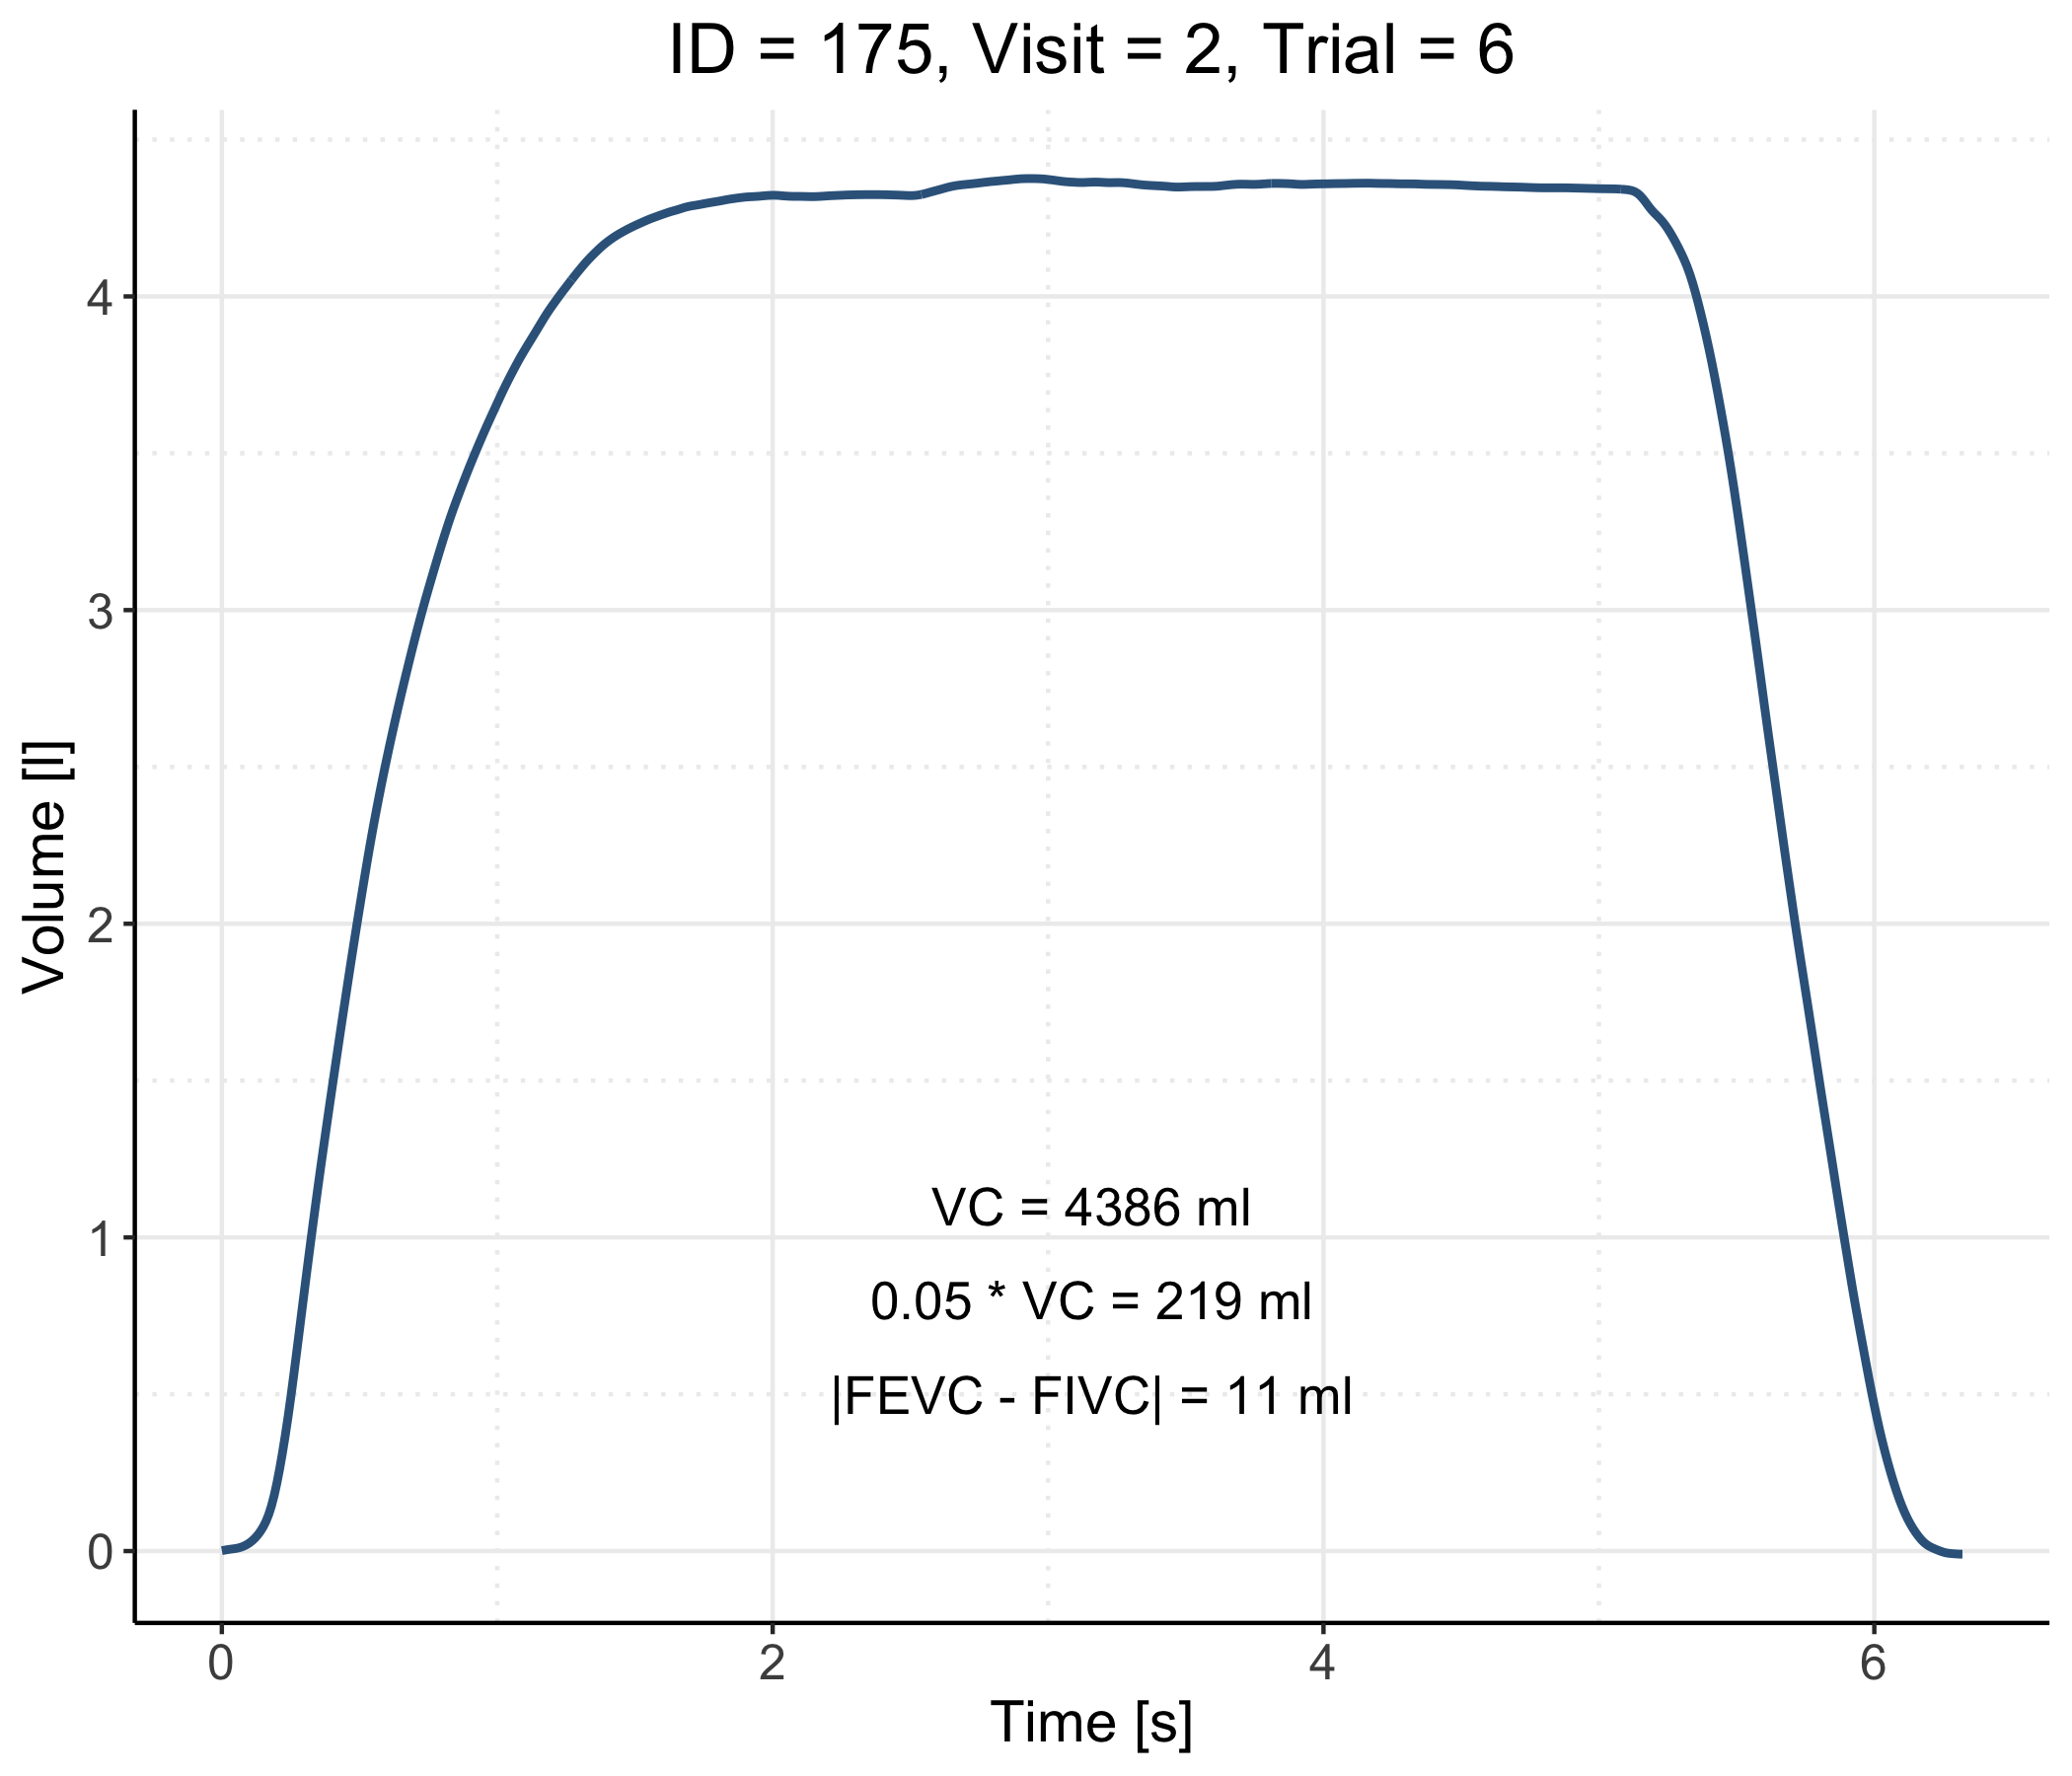 ID = 175, Visit = 2, Trial = 6
Volume [l]
4
3
2
1
0
VC = 4386 ml
0.05 * VC = 219 ml
|FEVC - FIVC| = 11 ml
0 2 4 6
Time [s]